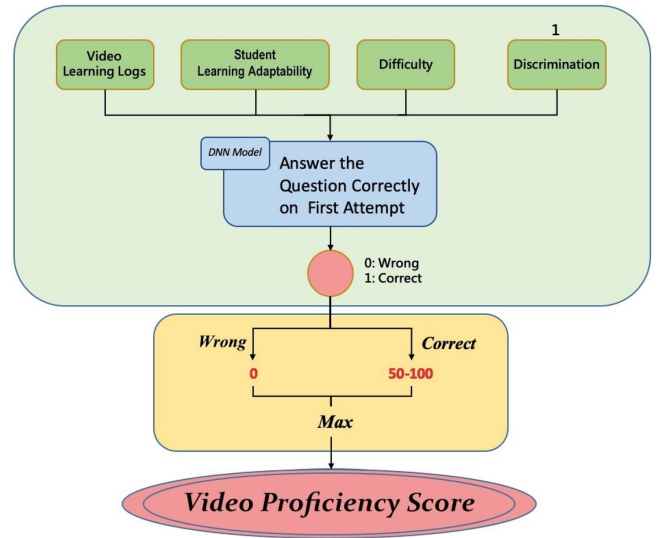 1
Video
Learning Logs
Student
Learning Adaptability
Difficulty
Discrimination
DNN Model
Answer the
Question Correctly
on First Attempt
0: Wrong
1: Correct
Wrong
Correct
0
50-100
Max
Video Proficiency Score